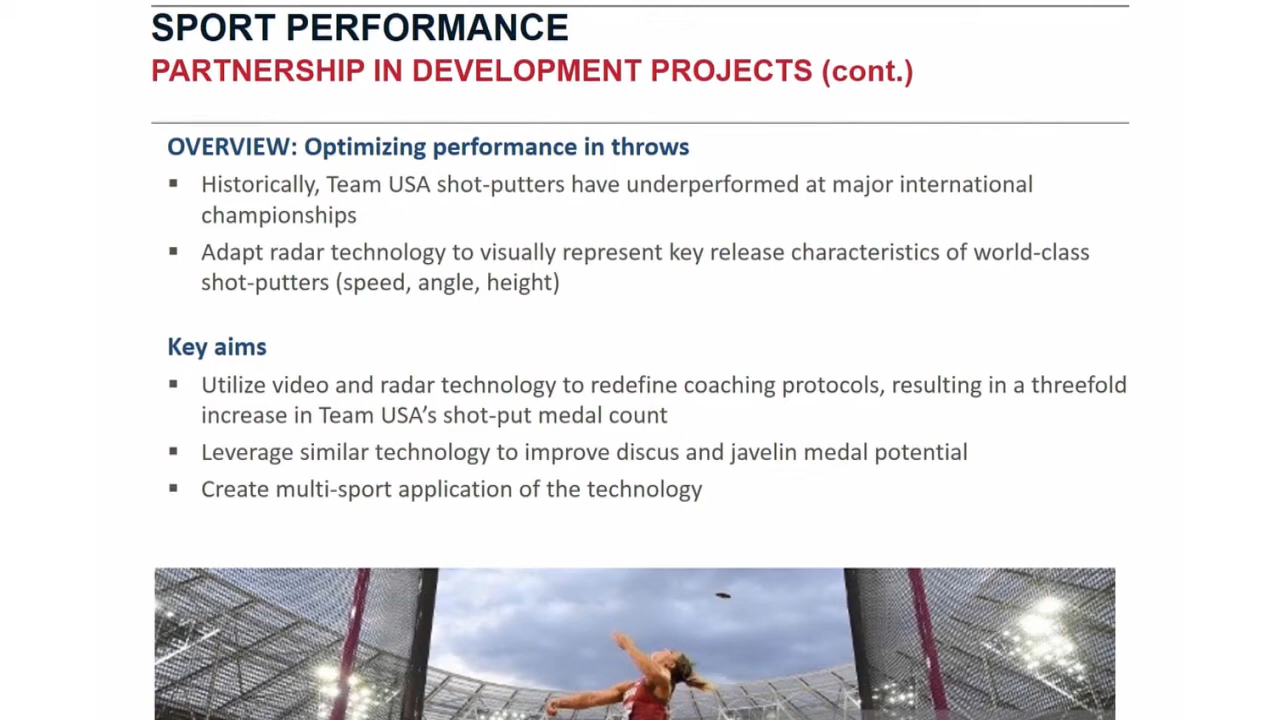 SPORT PERFORMANCE
PARTNERSHIP IN DEVELOPMENT PROJECTS (cont.)
OVERVIEW: Optimizing performance in throws
▪ Historically, Team USA shot-putters have underperformed at major international
championships
▪ Adapt radar technology to visually represent key release characteristics of world-class
shot-putters (speed, angle, height)
Key aims
▪ Utilize video and radar technology to redefine coaching protocols, resulting in a threefold
increase in Team USA’s shot-put medal count
▪ Leverage similar technology to improve discus and javelin medal potential
▪ Create multi-sport application of the technology